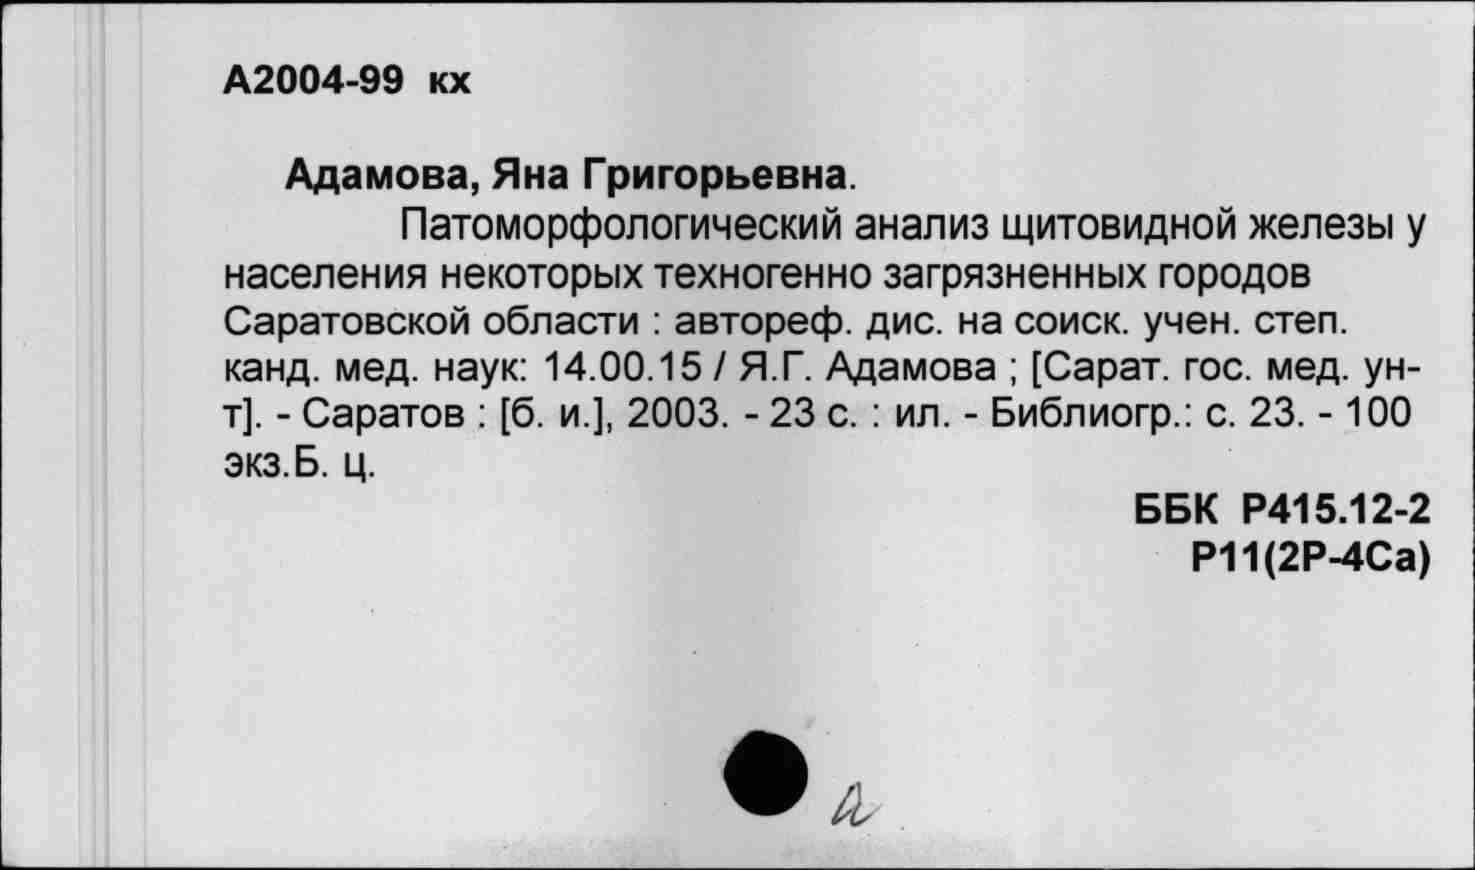 А2004-99 кх
Адамова, Яна Григорьевна.
Патоморфологический анализ щитовидной железы у
населения некоторых техногенно загрязненных городов
Саратовской области : автореф. дис. на соиск. учен. степ.
канд. мед. наук: 14.00.15 / Я.Г. Адамова ; [Сарат. гос. мед. ун-
т]. - Саратов : [б. и.], 2003. - 23 с. : ил. - Библиогр.: с. 23. - 100
экз.Б. ц.
ББК Р415.12-2
Р11(2Р-4Са)